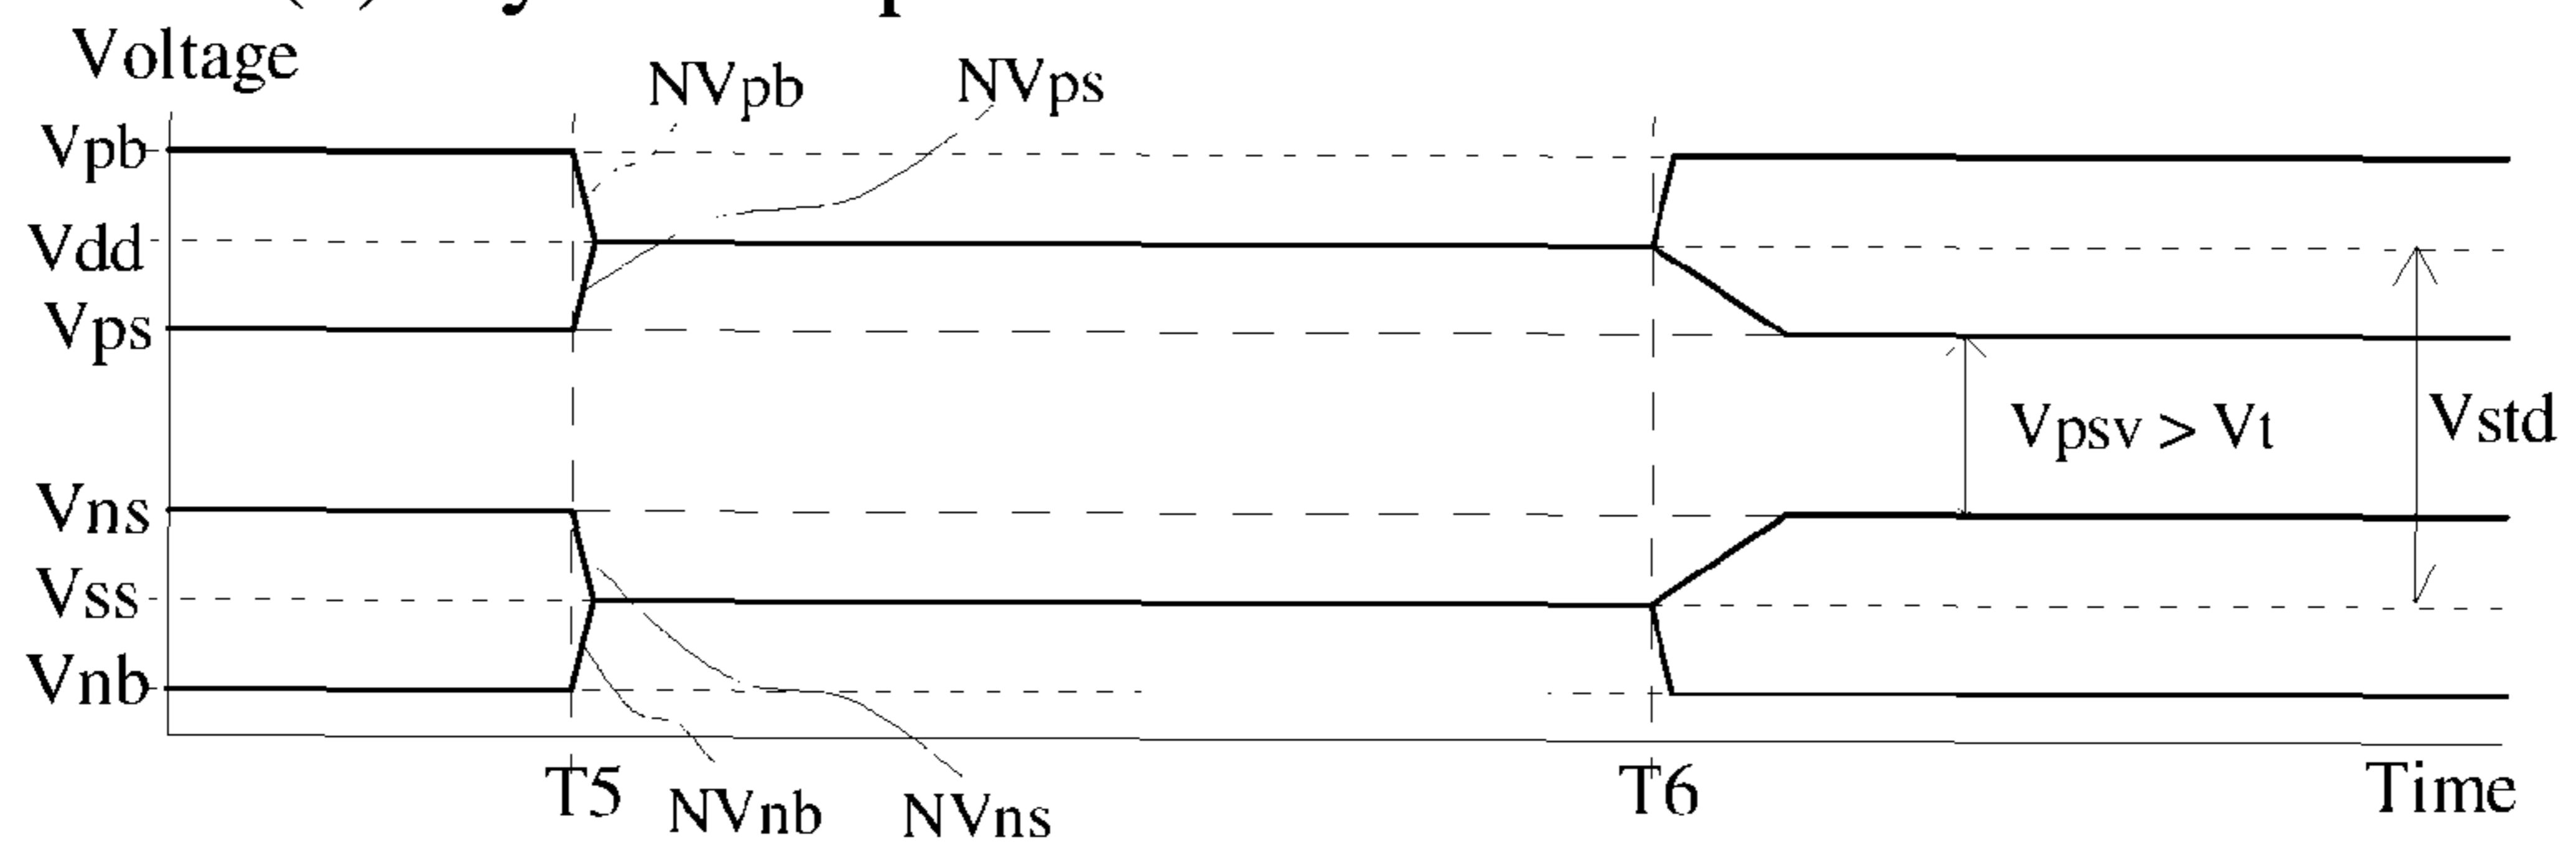 Voltage
NVpb
NVps
Vpb
Vdd
Vps
Vpsv > Vt
Vstd
Vns
Vss
Vnb
T5
NVnb
NVns
T6
Time